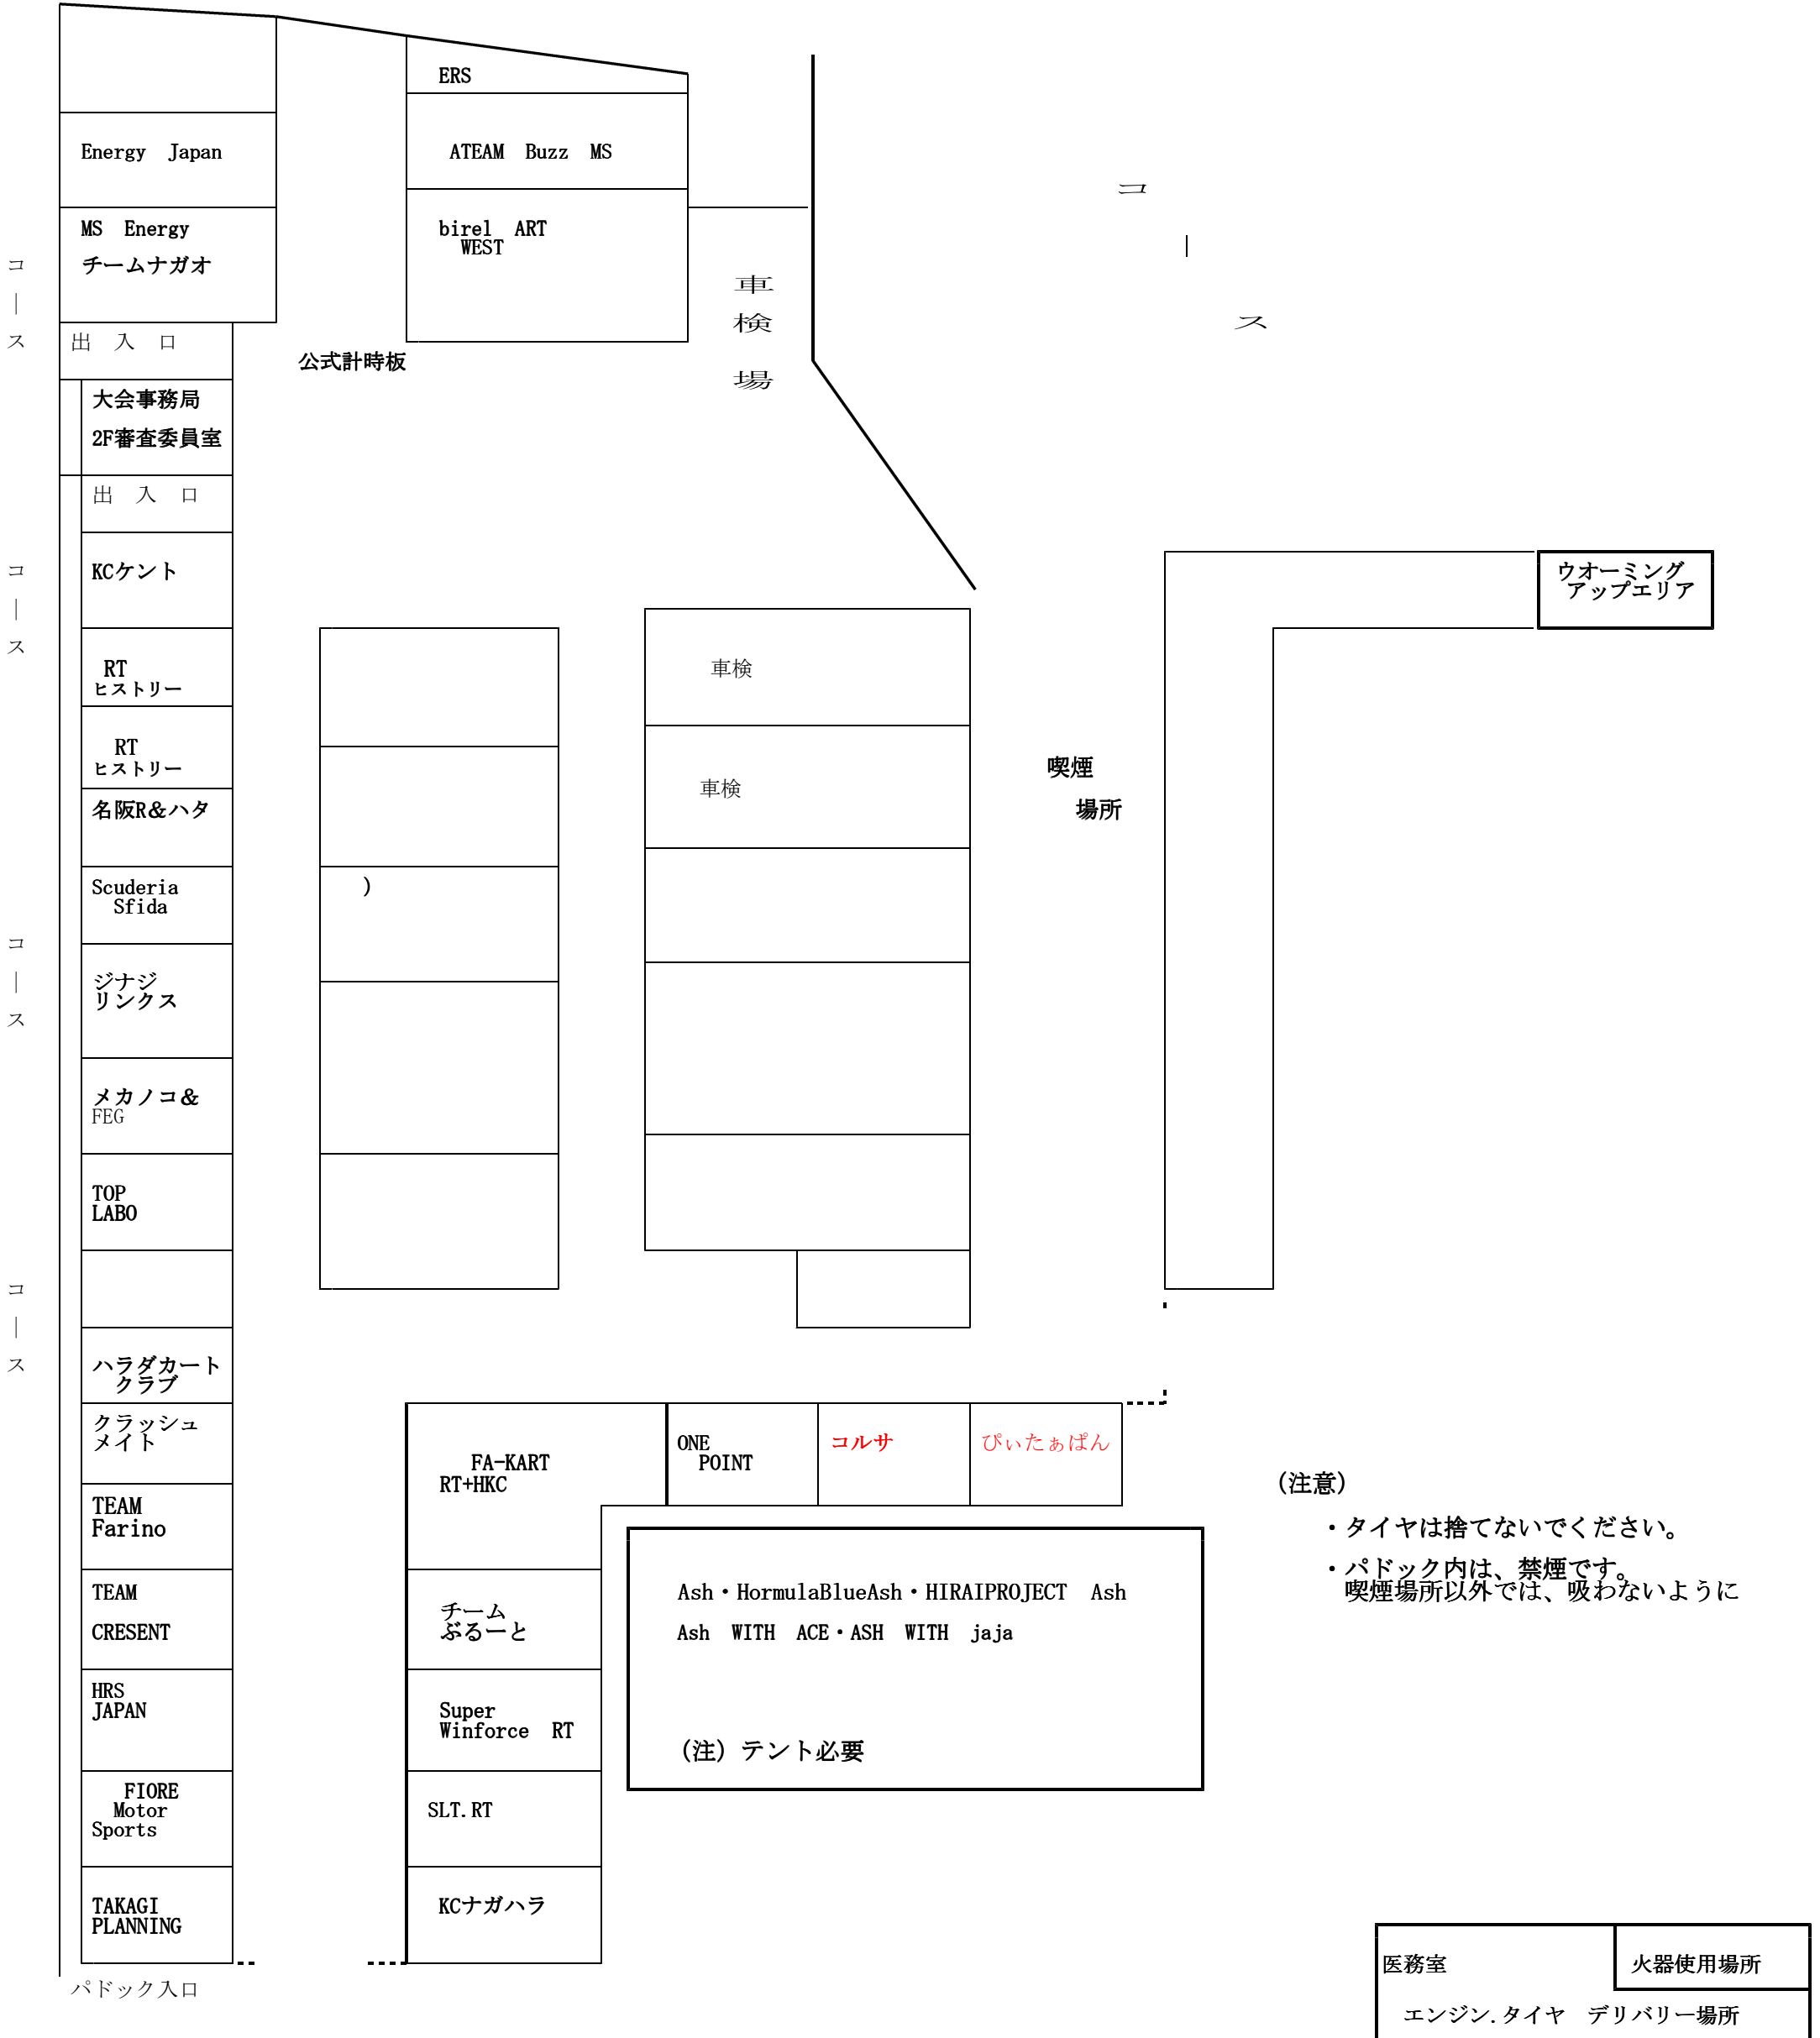 ERS
Energy Japan
ATEAM Buzz MS
MS Energy
チームナガオ
birel ART
WEST
コース
コース
車検場
出 入 口
公式計時板
大会事務局
2F審査委員室
出 入 口
コース
KCケント
ウオーミング
アップエリア
RT
ヒストリー
車検
RT
ヒストリー
車検
喫煙
場所
名阪R&ハタ
Scuderia
Sfida
)
コース
ジナジ
リンクス
メカノコ&
FEG
TOP
LABO
コース
ハラダカート
クラブ
クラッシュ
メイト
FA-KART
RT+HKC
ONE
POINT
コルサ
ぴぃたぁぱん
TEAM
Farino
(注意)
・タイヤは捨てないでください。
・パドック内は、禁煙です。
喫煙場所以外では、吸わないように
TEAM
CRESENT
チーム
ぶるーと
Ash・HormulaBlueAsh・HIRAIPROJECT Ash
Ash WITH ACE・ASH WITH jaja
(注) テント必要
HRS
JAPAN
Super
Winforce RT
FIORE
Motor
Sports
SLT.RT
TAKAGI
PLANNING
KCナガハラ
パドック入口
医務室
火器使用場所
エンジン.タイヤ デリバリー場所